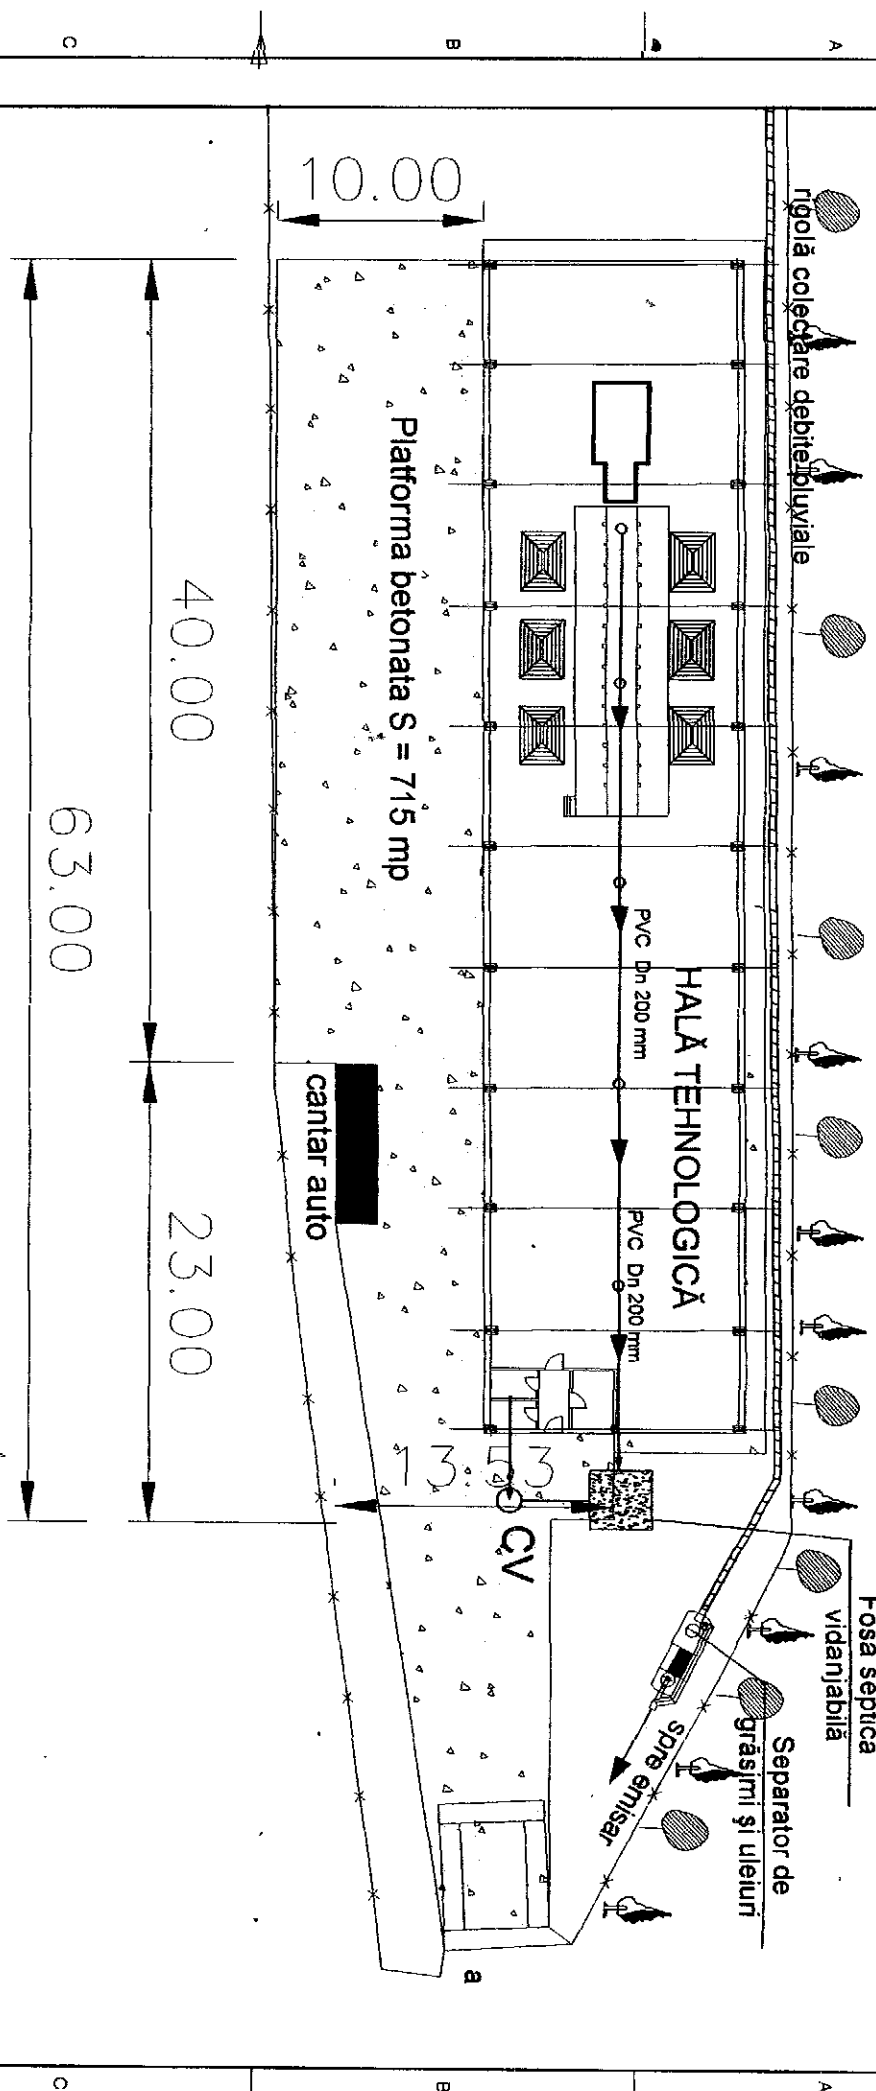 C
B
A
rigolă colectare debite pluviale
10.00
Platforma betonata S = 715 mp
40.00
63.00
PVC Dn 200 mm
HALĂ TEHNOLOGICĂ
cantar auto
23.00
PVC Dn 200 mm
13.53
CV
Fosa septica
vidanjabilă
Separator de
grăsimi și uleiuri
spre emisar
a
C
B
A